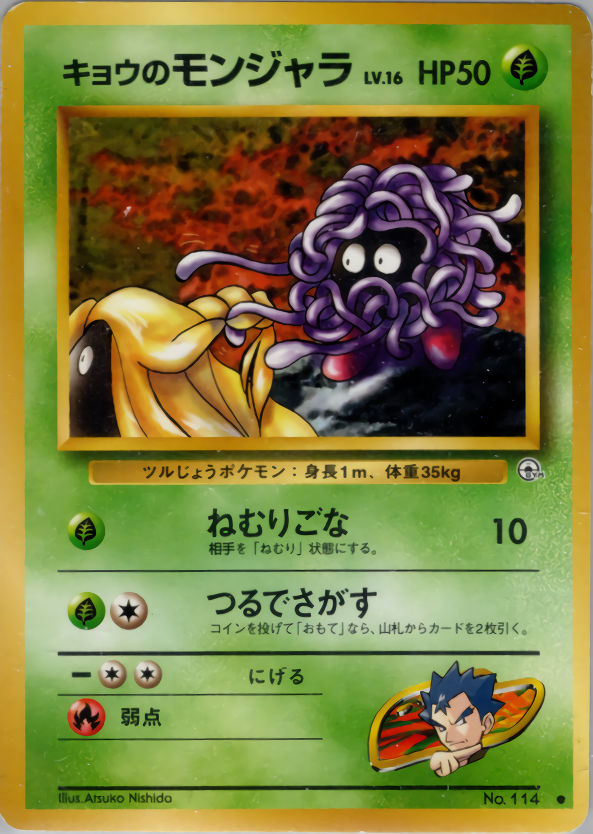 キョウのモンジャラ LV.16 HP50
ツルじょうポケモン：身長1m、体重35kg
GYM
ねむりごな 10
相手を「ねむり」状態にする。
つるでさがす
コインを投げて「おもて」なら、山札からカードを2枚引く。
− にげる
弱点
Illus. Atsuko Nishida No. 114 ●